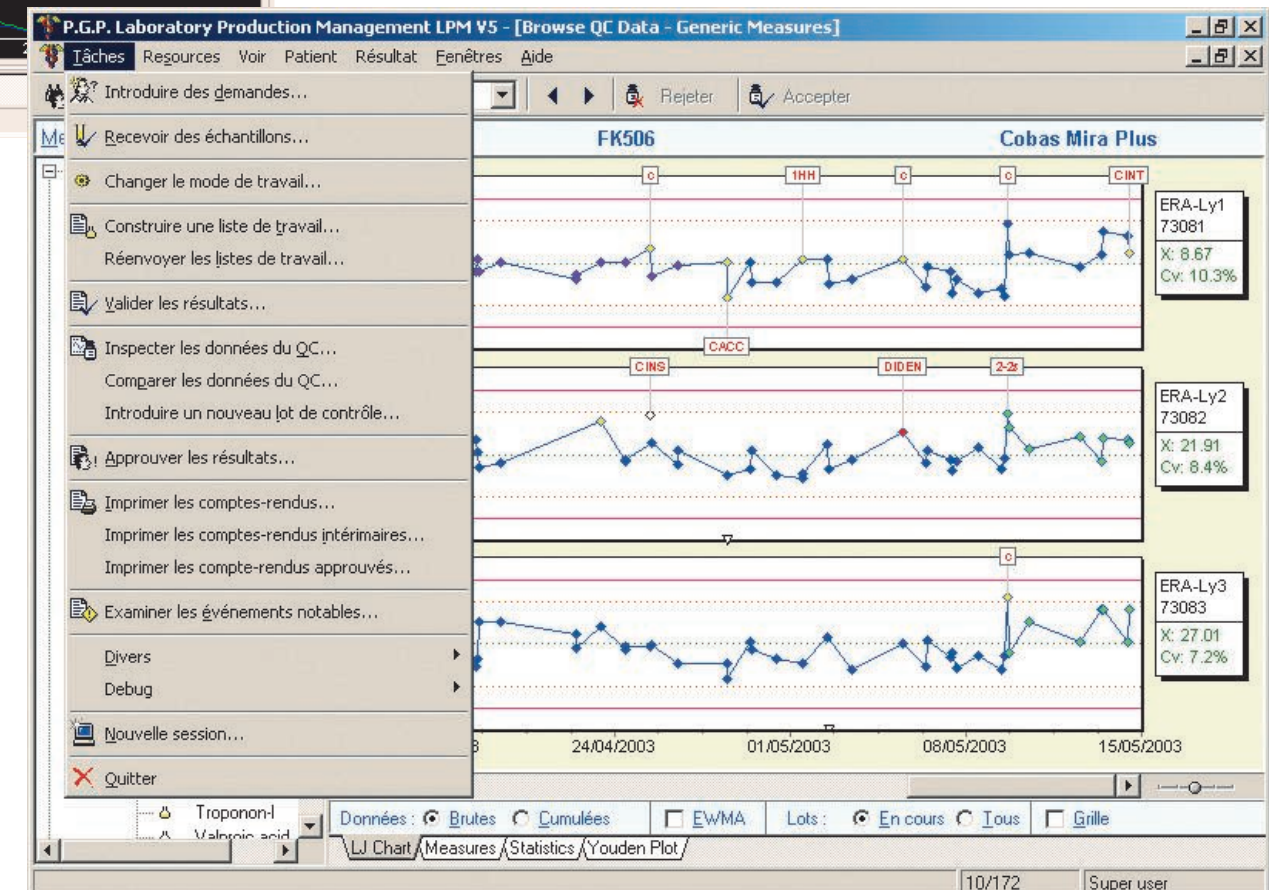 P.G.P. Laboratory Production Management LPM V5 - [Browse QC Data - Generic Measures]
Tâches Resources Voir Patient Résultat Fenêtres Aide
Rejeter Accepter
FK506 Cobas Mira Plus
Introduire des demandes...
Recevoir des échantillons...
Changer le mode de travail...
Construire une liste de travail...
Réenvoyer les listes de travail...
Valider les résultats...
Inspecter les données du QC...
Comparer les données du QC...
Introduire un nouveau lot de contrôle...
Approuver les résultats...
Imprimer les comptes-rendus...
Imprimer les comptes-rendus intérimaires...
Imprimer les compte-rendus approuvés...
Examiner les événements notables...
Divers
Debug
Nouvelle session...
Quitter
c 1HH c c CINT
CACC
ERA-Ly1
73081
X: 8.67
Cv: 10.3%
CINS DIDEN 2-2s
ERA-Ly2
73082
X: 21.91
Cv: 8.4%
c
ERA-Ly3
73083
X: 27.01
Cv: 7.2%
24/04/2003 01/05/2003 08/05/2003 15/05/2003
Troponon-I
Valproic acid
Données : Brutes Cumulées EWMA Lots : En cours Tous Grille
LJ Chart Measures Statistics Youden Plot
10/172 Super user